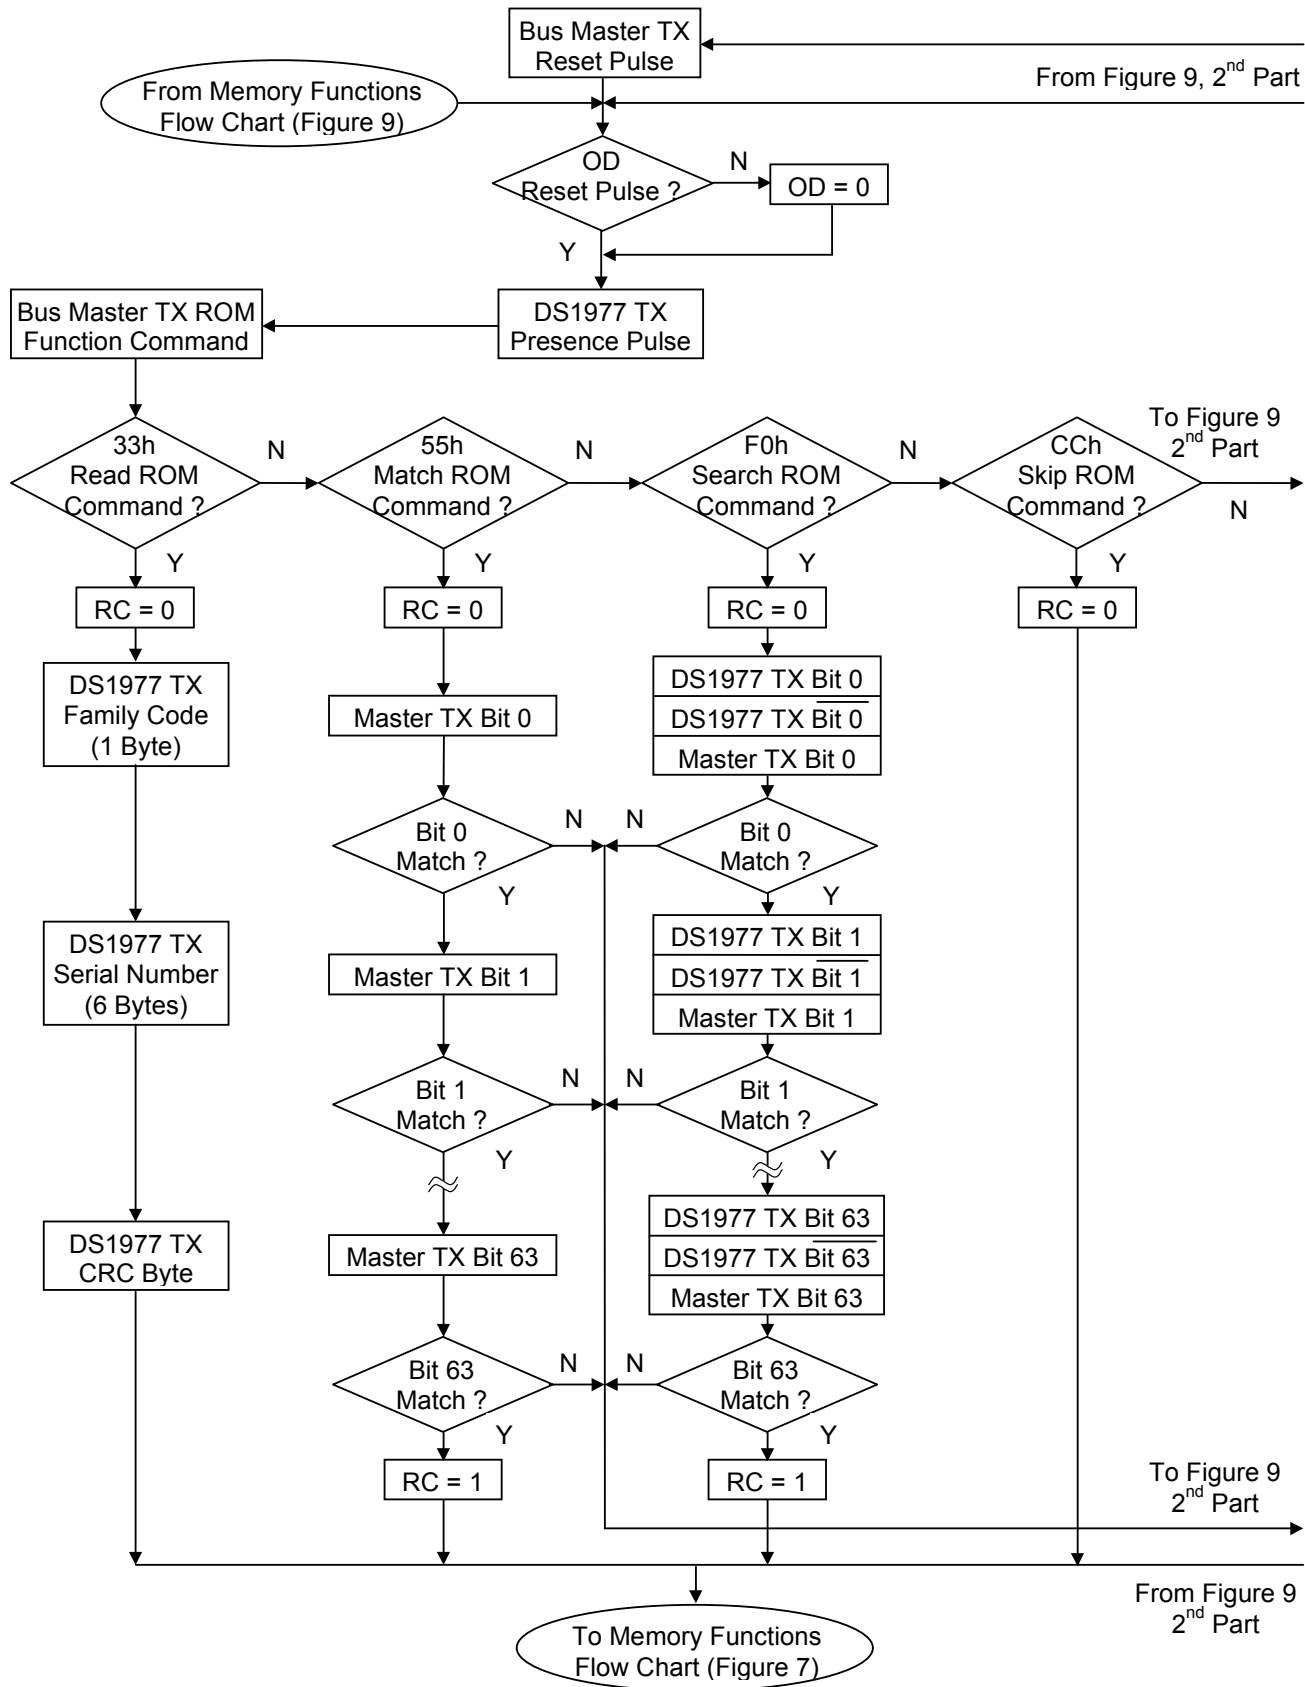 Bus Master TX
Reset Pulse
From Figure 9, 2nd Part
From Memory Functions
Flow Chart (Figure 9)
OD
Reset Pulse ?
N
OD = 0
Y
Bus Master TX ROM
Function Command
DS1977 TX
Presence Pulse
33h
Read ROM
Command ?
N
55h
Match ROM
Command ?
N
F0h
Search ROM
Command ?
N
CCh
Skip ROM
Command ?
To Figure 9
2nd Part
N
Y
Y
Y
Y
RC = 0
RC = 0
RC = 0
RC = 0
DS1977 TX
Family Code
(1 Byte)
Master TX Bit 0
DS1977 TX Bit 0
DS1977 TX Bit 0
Master TX Bit 0
Bit 0
Match ?
N
N
Bit 0
Match ?
Y
Y
DS1977 TX
Serial Number
(6 Bytes)
Master TX Bit 1
DS1977 TX Bit 1
DS1977 TX Bit 1
Master TX Bit 1
Bit 1
Match ?
N
N
Bit 1
Match ?
Y
Y
DS1977 TX
CRC Byte
Master TX Bit 63
DS1977 TX Bit 63
DS1977 TX Bit 63
Master TX Bit 63
Bit 63
Match ?
N
N
Bit 63
Match ?
Y
Y
RC = 1
RC = 1
To Figure 9
2nd Part
From Figure 9
2nd Part
To Memory Functions
Flow Chart (Figure 7)